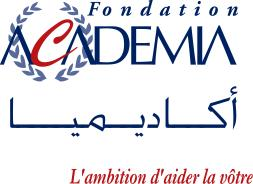 Fondation
ACADEMIA
أكاديميا
L'ambition d'aider la vôtre